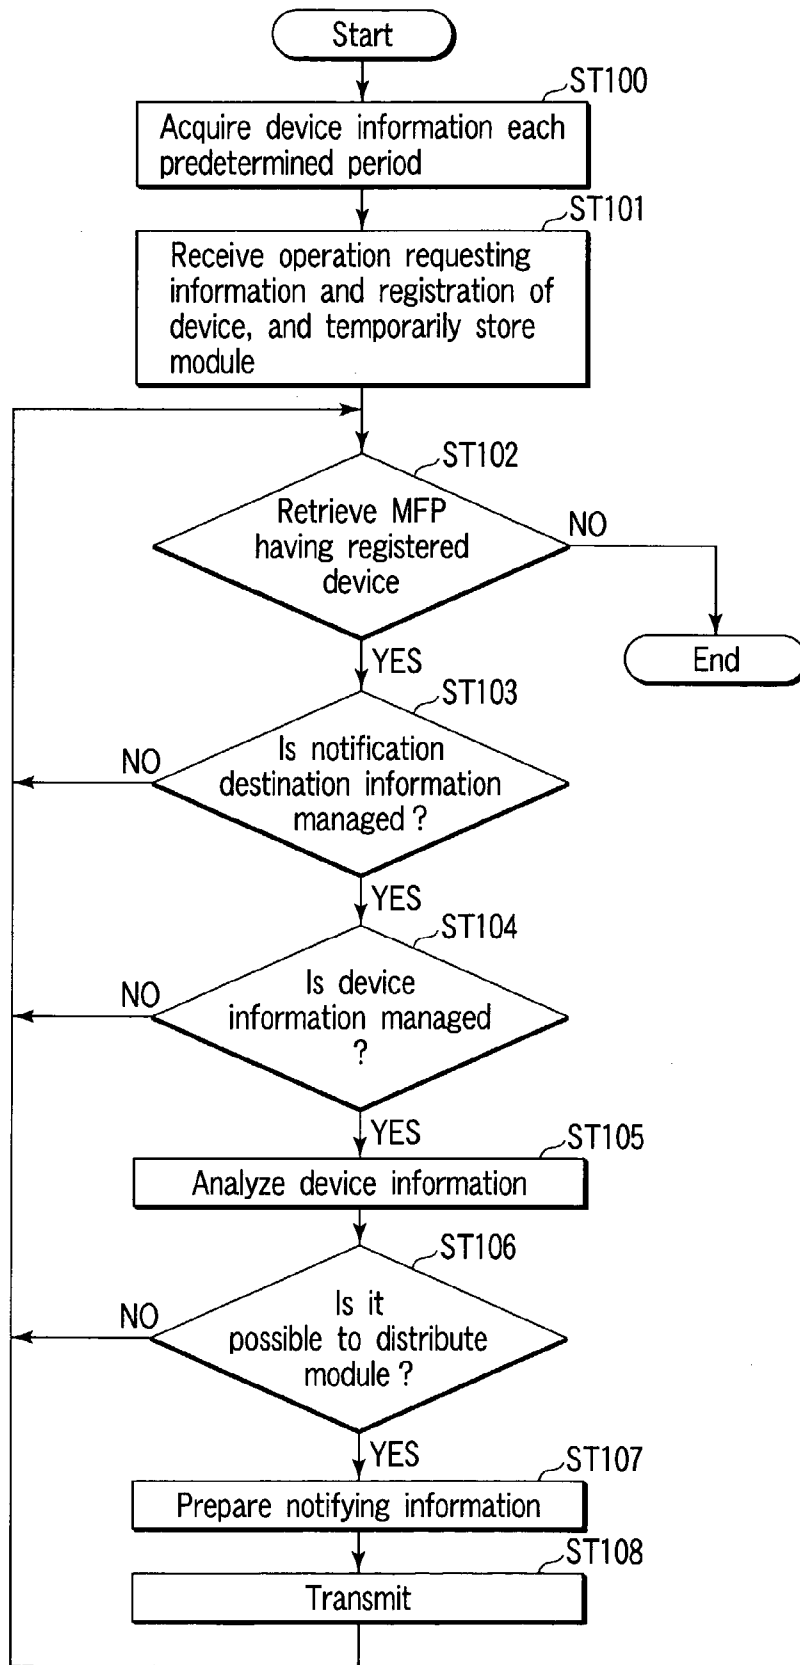 Start
ST100
Acquire device information each
predetermined period
ST101
Receive operation requesting
information and registration of
device, and temporarily store
module
ST102
Retrieve MFP
having registered
device
NO
End
YES
ST103
Is notification
destination information
managed ?
NO
YES
ST104
Is device
information managed
?
NO
YES
ST105
Analyze device information
ST106
Is it
possible to distribute
module ?
NO
YES
ST107
Prepare notifying information
ST108
Transmit